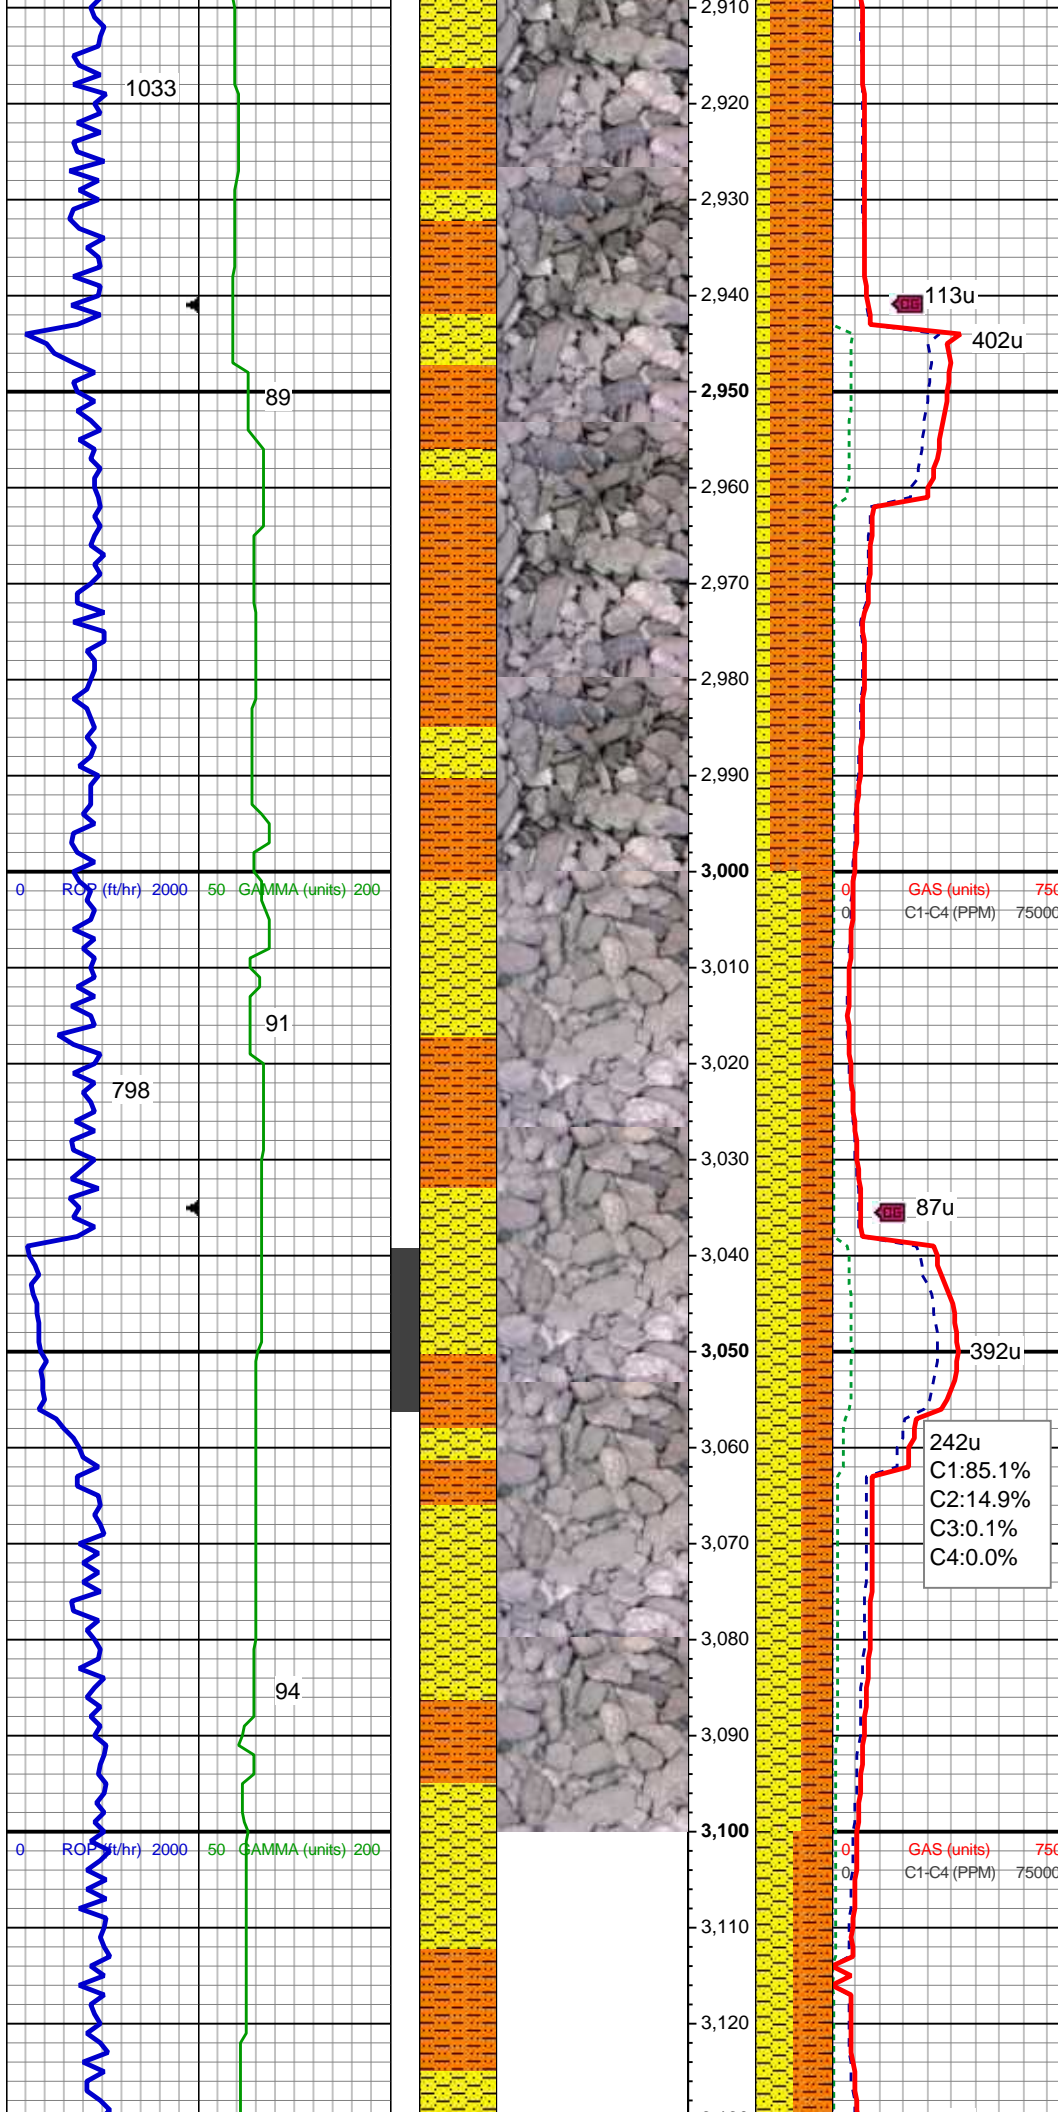 2,910
1033
2,920
2,930
2,940
CG 113u
402u
89
2,950
2,960
2,970
2,980
2,990
3,000
0 ROP (ft/hr) 2000 50 GAMMA (units) 200
0 GAS (units) 750
0 C1-C4 (PPM) 75000
3,010
91
3,020
798
3,030
CG 87u
3,040
3,050
392u
242u
C1:85.1%
C2:14.9%
C3:0.1%
C4:0.0%
3,060
3,070
3,080
94
3,090
3,100
0 ROP (ft/hr) 2000 50 GAMMA (units) 200
0 GAS (units) 750
0 C1-C4 (PPM) 75000
3,110
3,120